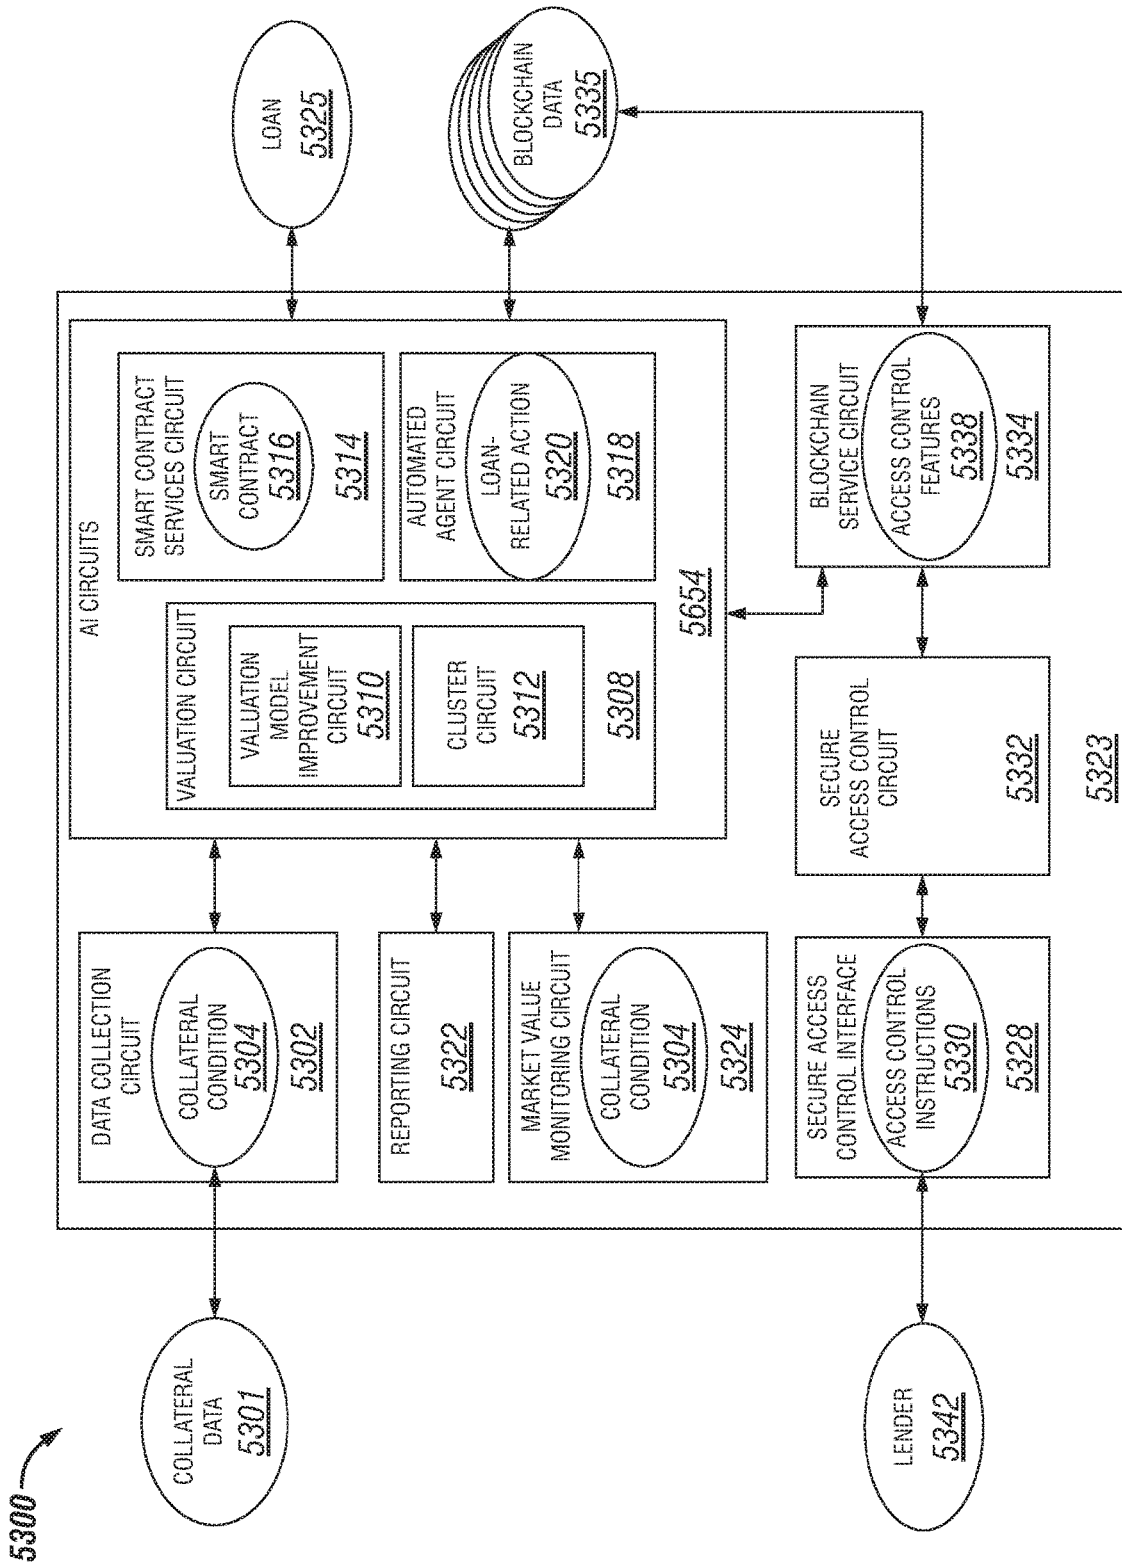 5300
COLLATERAL
DATA
5301
LENDER
5342
DATA COLLECTION
CIRCUIT
COLLATERAL
CONDITION
5304
5302
REPORTING CIRCUIT
5322
MARKET VALUE
MONITORING CIRCUIT
COLLATERAL
CONDITION
5304
5324
SECURE ACCESS
CONTROL INTERFACE
ACCESS CONTROL
INSTRUCTIONS
5330
5328
AI CIRCUITS
VALUATION CIRCUIT
VALUATION
MODEL
IMPROVEMENT
CIRCUIT
5310
CLUSTER
CIRCUIT
5312
5308
SMART CONTRACT
SERVICES CIRCUIT
SMART
CONTRACT
5316
5314
AUTOMATED
AGENT CIRCUIT
LOAN-
RELATED ACTION
5320
5318
5654
SECURE
ACCESS CONTROL
CIRCUIT
5332
BLOCKCHAIN
SERVICE CIRCUIT
ACCESS CONTROL
FEATURES
5338
5334
5323
LOAN
5325
BLOCKCHAIN
DATA
5335